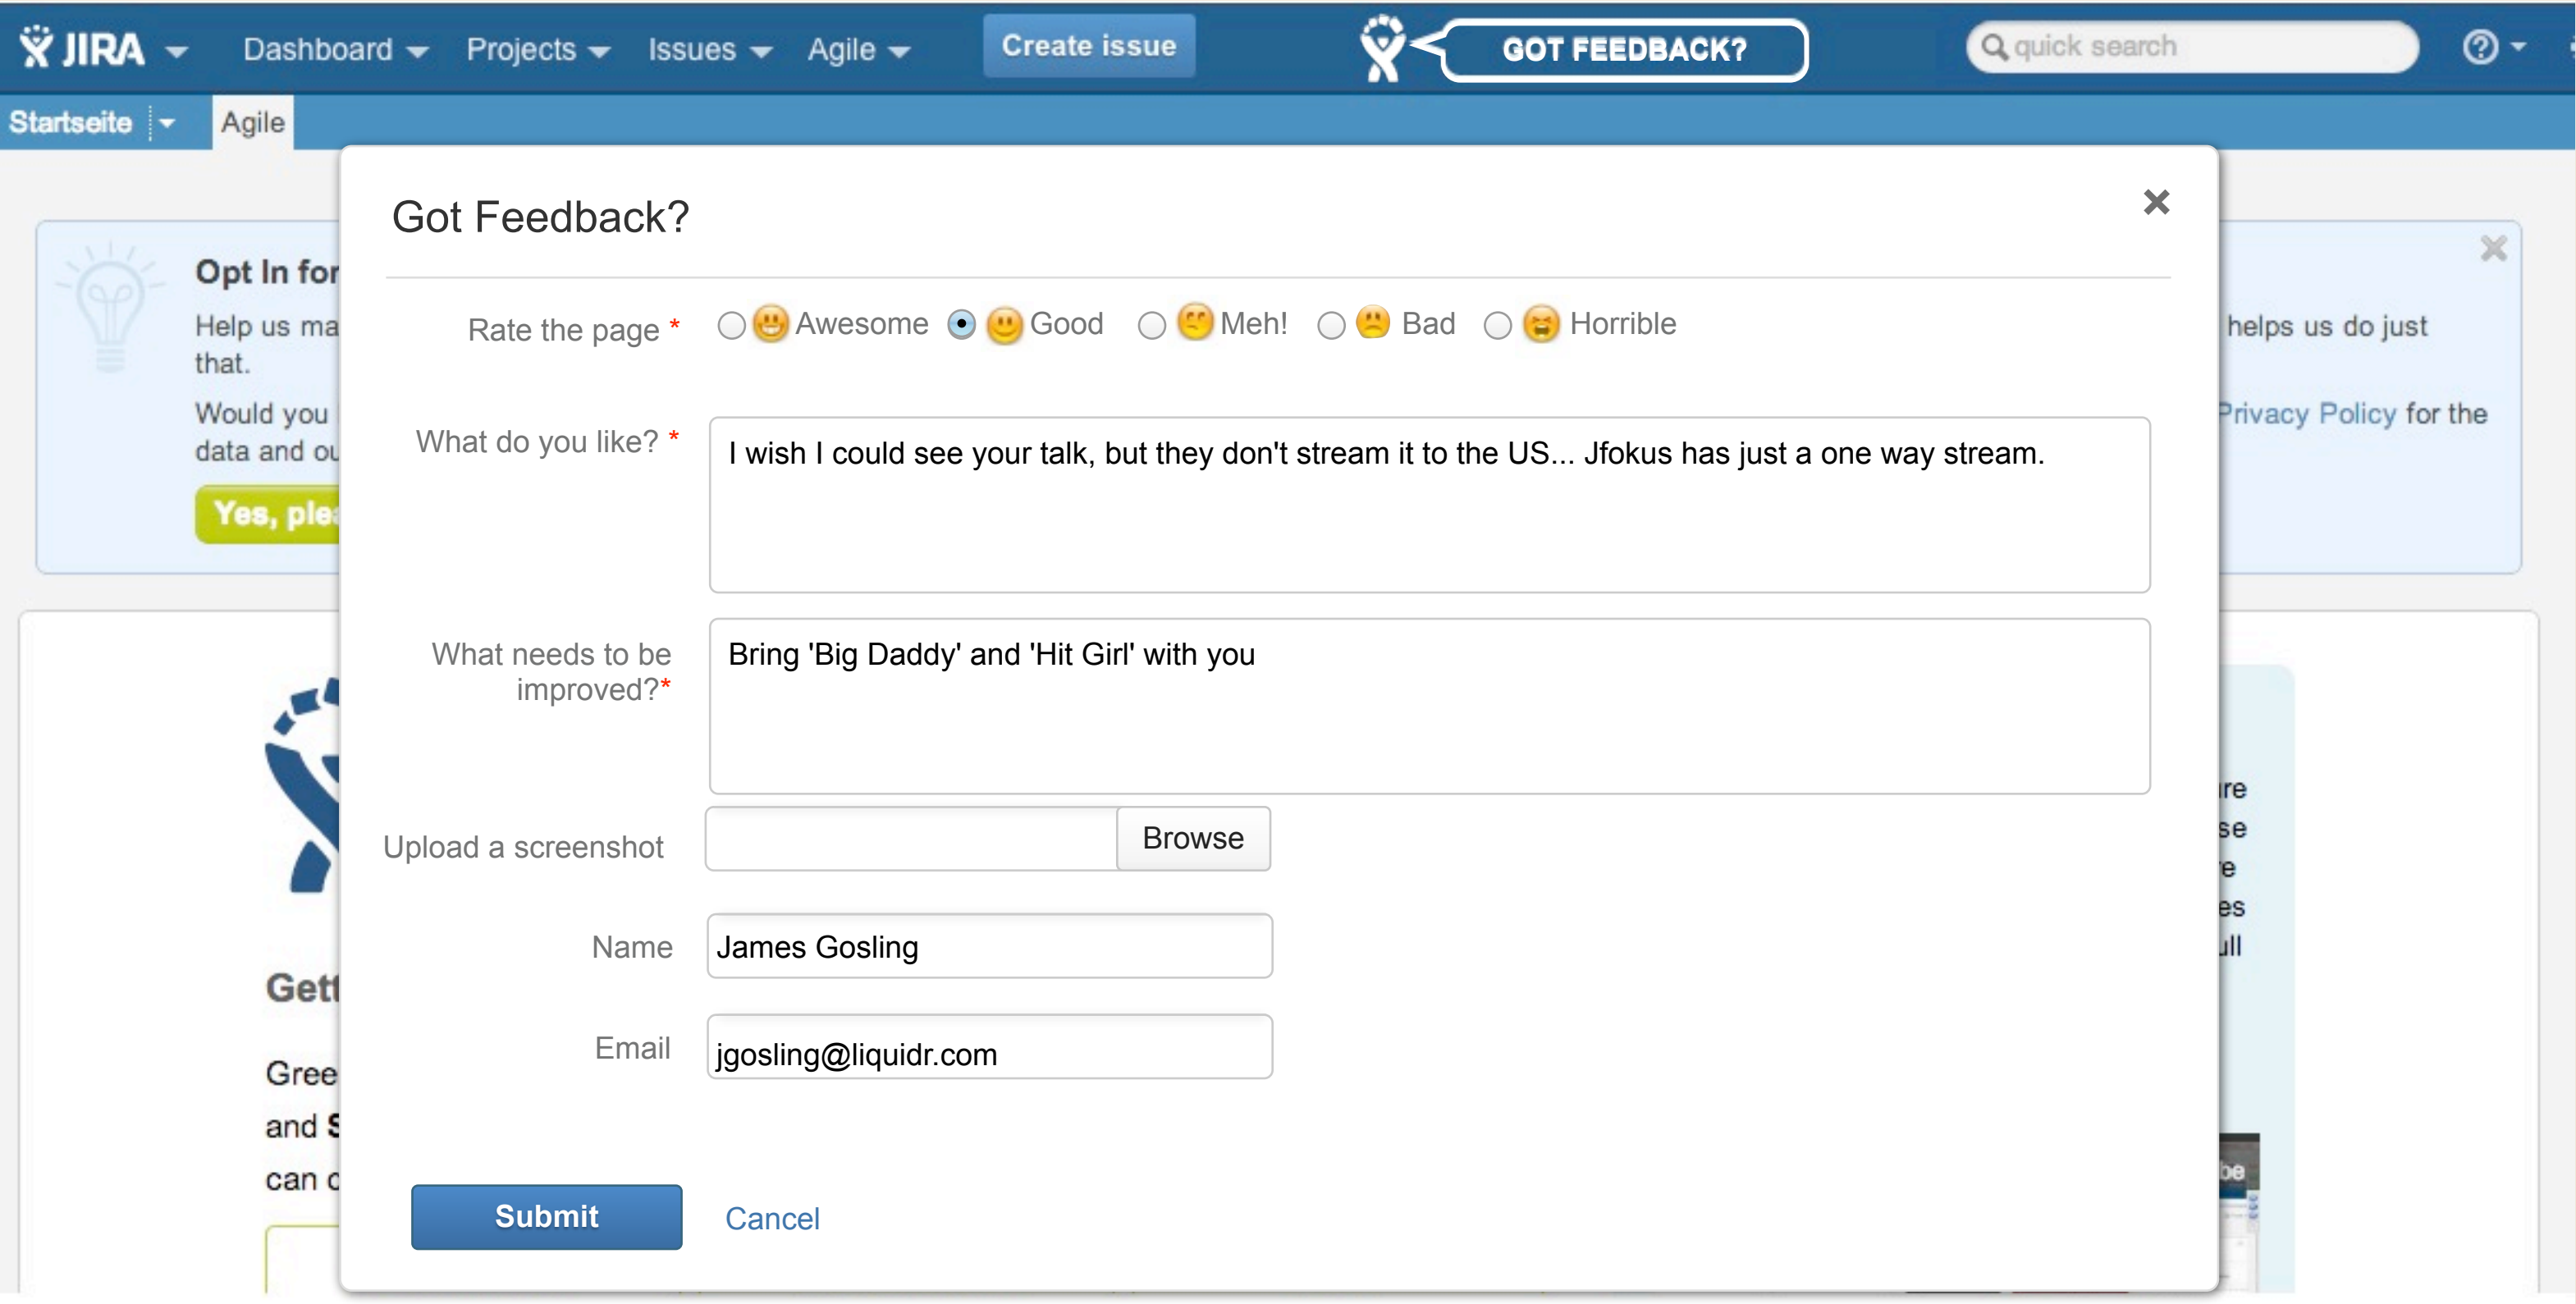 JIRA Dashboard Projects Issues Agile Create issue GOT FEEDBACK? quick search ?
Startseite Agile
Got Feedback?
Opt In for
Help us ma
that.
Would you
data and ou
Yes, plea
helps us do just
Privacy Policy for the
Rate the page * Awesome Good Meh! Bad Horrible
What do you like? * I wish I could see your talk, but they don't stream it to the US... Jfokus has just a one way stream.
What needs to be
improved?*
Bring 'Big Daddy' and 'Hit Girl' with you
Upload a screenshot Browse
Name James Gosling
Email jgosling@liquidr.com
Gett
Gree
and S
can c
Submit Cancel